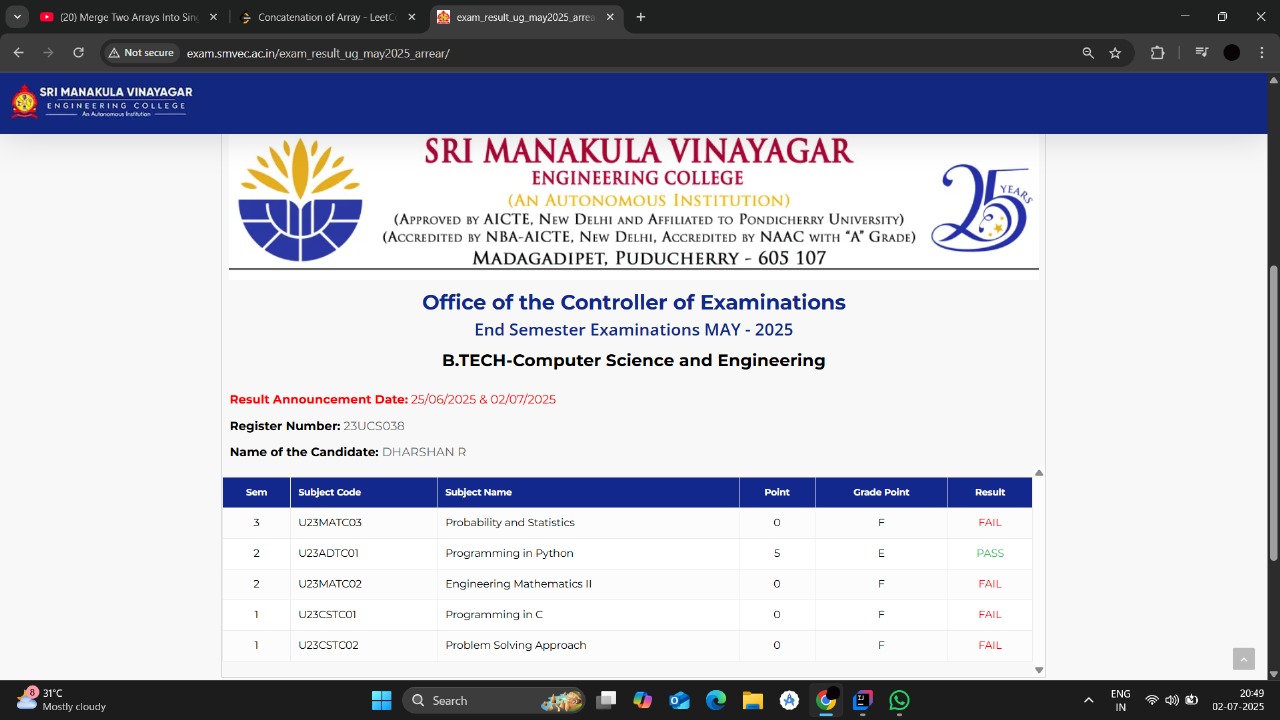 (20) Merge Two Arrays Into Sing
Concatenation of Array - LeetC
exam_result_ug_may2025_arrea
Not secure
exam.smvec.ac.in/exam_result_ug_may2025_arrear/
SRI MANAKULA VINAYAGAR
ENGINEERING COLLEGE
An Autonomous Institution
SRI MANAKULA VINAYAGAR
ENGINEERING COLLEGE
(AN AUTONOMOUS INSTITUTION)
(APPROVED BY AICTE, NEW DELHI AND AFFILIATED TO PONDICHERRY UNIVERSITY)
(ACCREDITED BY NBA-AICTE, NEW DELHI, ACCREDITED BY NAAC WITH “A” GRADE)
MADAGADIPET, PUDUCHERRY - 605 107
25 YEARS
Office of the Controller of Examinations
End Semester Examinations MAY - 2025
B.TECH-Computer Science and Engineering
Result Announcement Date: 25/06/2025 & 02/07/2025
Register Number: 23UCS038
Name of the Candidate: DHARSHAN R
Sem Subject Code Subject Name Point Grade Point Result
3 U23MATC03 Probability and Statistics 0 F FAIL
2 U23ADTC01 Programming in Python 5 E PASS
2 U23MATC02 Engineering Mathematics II 0 F FAIL
1 U23CSTC01 Programming in C 0 F FAIL
1 U23CSTC02 Problem Solving Approach 0 F FAIL
8
31°C
Mostly cloudy
Search
ENG
IN
20:49
02-07-2025